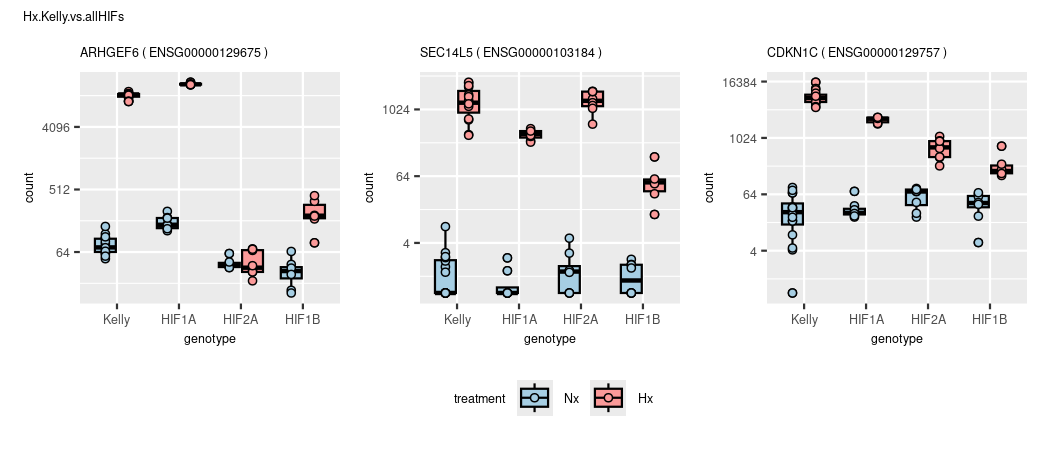 Hx.Kelly.vs.allHIFs
ARHGEF6 ( ENSG00000129675 )
SEC14L5 ( ENSG00000103184 )
CDKN1C ( ENSG00000129757 )
count
4096
512
64
Kelly HIF1A HIF2A HIF1B
genotype
count
1024
64
4
Kelly HIF1A HIF2A HIF1B
genotype
count
16384
1024
64
4
Kelly HIF1A HIF2A HIF1B
genotype
treatment Nx Hx